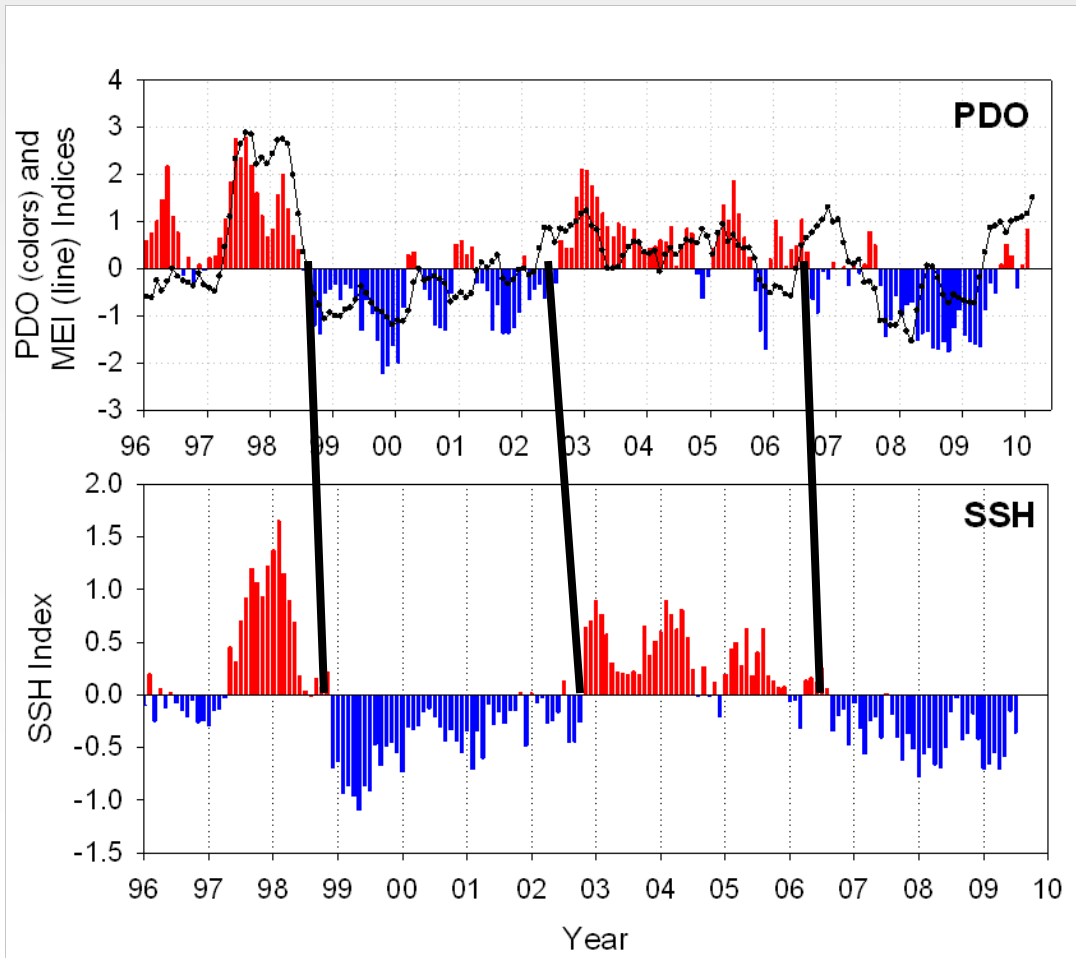 PDO (colors) and
MEI (line) Indices
4
3
2
1
0
-1
-2
-3
PDO
96 97 98 99 00 01 02 03 04 05 06 07 08 09 10
SSH Index
2.0
1.5
1.0
0.5
0.0
-0.5
-1.0
-1.5
SSH
96 97 98 99 00 01 02 03 04 05 06 07 08 09 10
Year